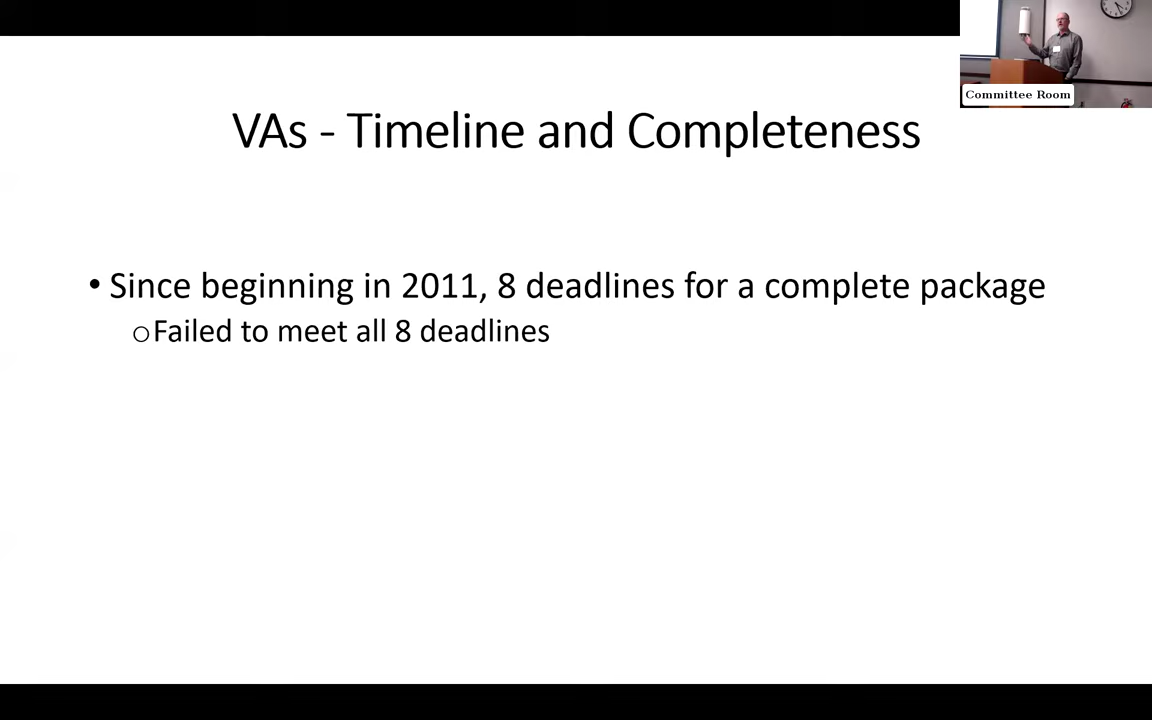 Committee Room
VAs - Timeline and Completeness
• Since beginning in 2011, 8 deadlines for a complete package
○ Failed to meet all 8 deadlines